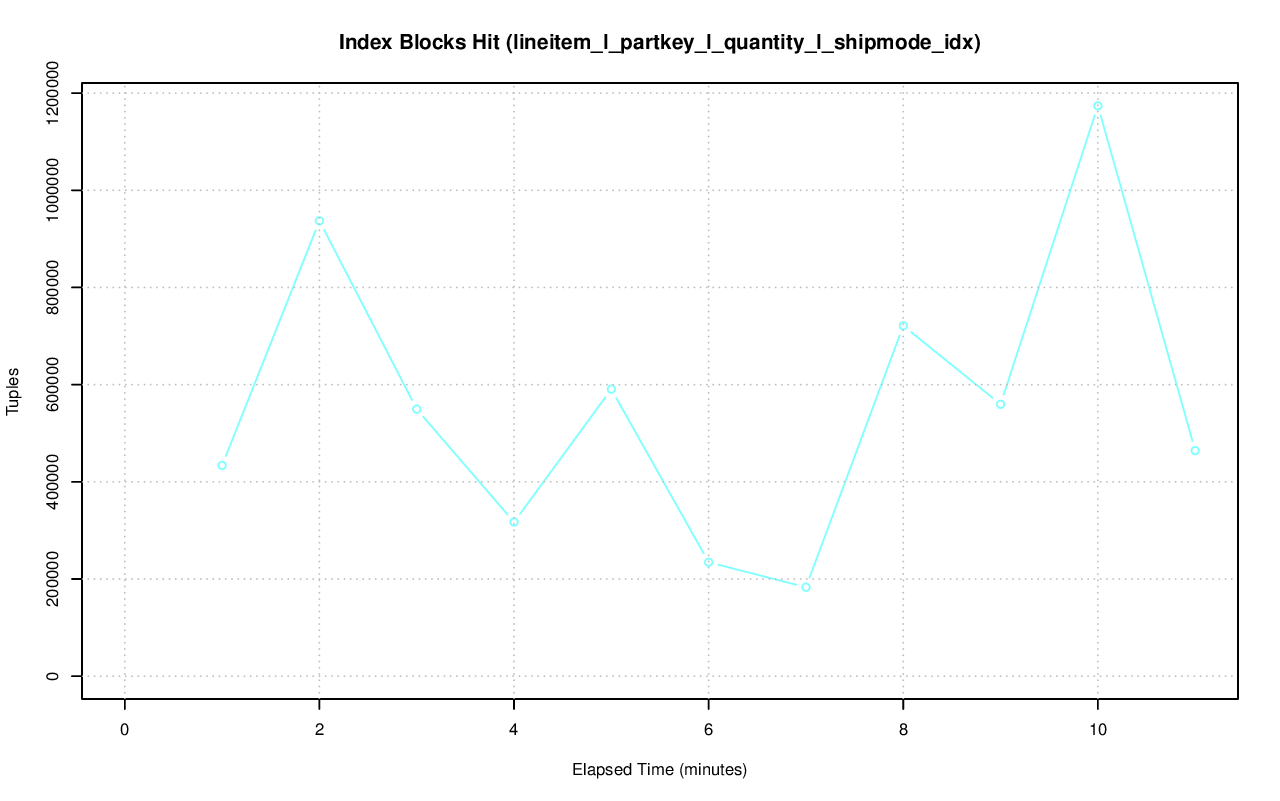 Index Blocks Hit (lineitem_l_partkey_l_quantity_l_shipmode_idx)
Tuples
1200000
1000000
800000
600000
400000
200000
0
0 2 4 6 8 10
Elapsed Time (minutes)